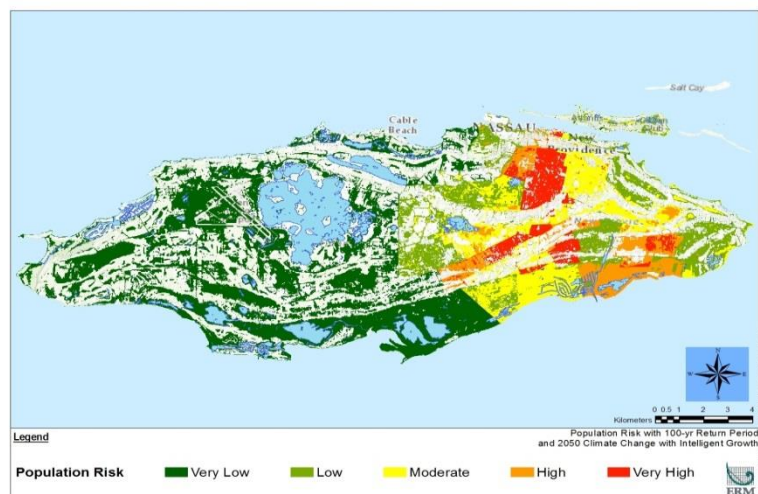 Salt Cay
Cable
Beach
NASSAU
New
Providence
N
W
E
S
0 0.5 1 2 3 4
Kilometers
Legend
Population Risk with 100-yr Return Period
and 2050 Climate Change with Intelligent Growth
Population Risk Very Low Low Moderate High Very High
ERM